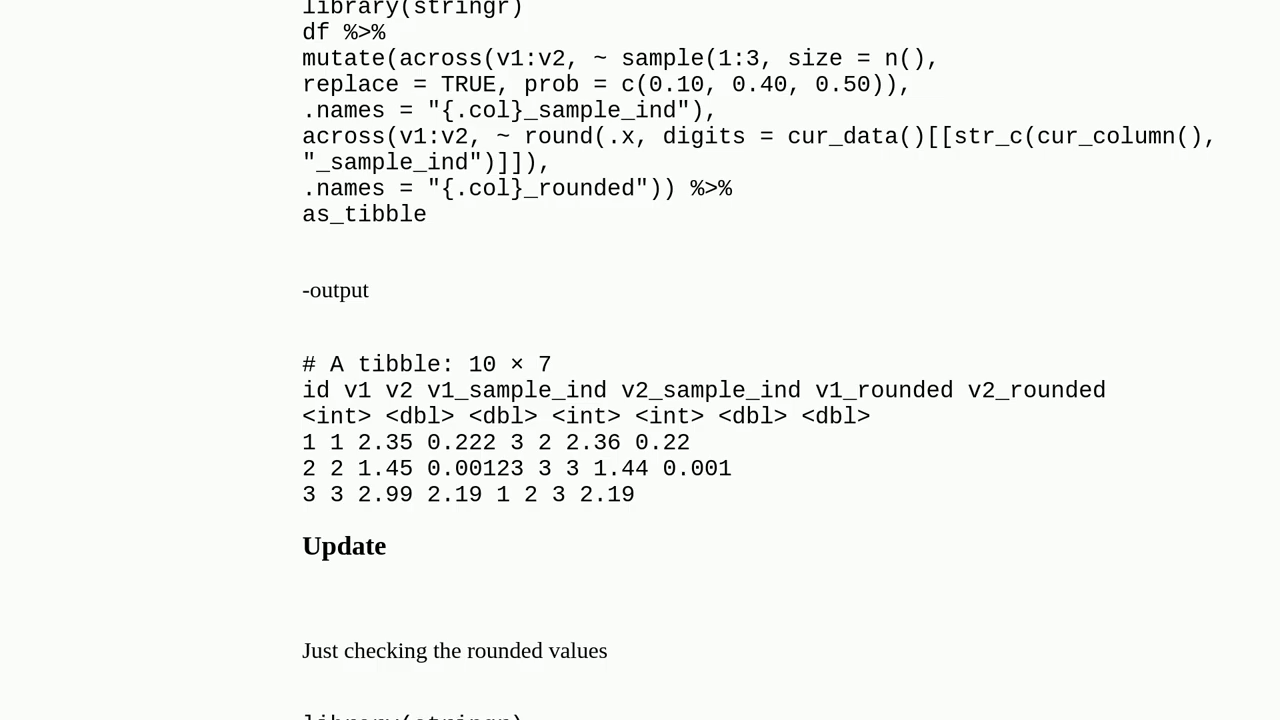 library(stringr)
df %>%
mutate(across(v1:v2, ~ sample(1:3, size = n(),
replace = TRUE, prob = c(0.10, 0.40, 0.50)),
.names = "{.col}_sample_ind"),
across(v1:v2, ~ round(.x, digits = cur_data()[[str_c(cur_column(),
"_sample_ind")]]),
.names = "{.col}_rounded")) %>%
as_tibble
-output
# A tibble: 10 × 7
id v1 v2 v1_sample_ind v2_sample_ind v1_rounded v2_rounded
<int> <dbl> <dbl> <int> <int> <dbl> <dbl>
1 1 2.35 0.222 3 2 2.36 0.22
2 2 1.45 0.00123 3 3 1.44 0.001
3 3 2.99 2.19 1 2 3 2.19
Update
Just checking the rounded values
library(stringr)